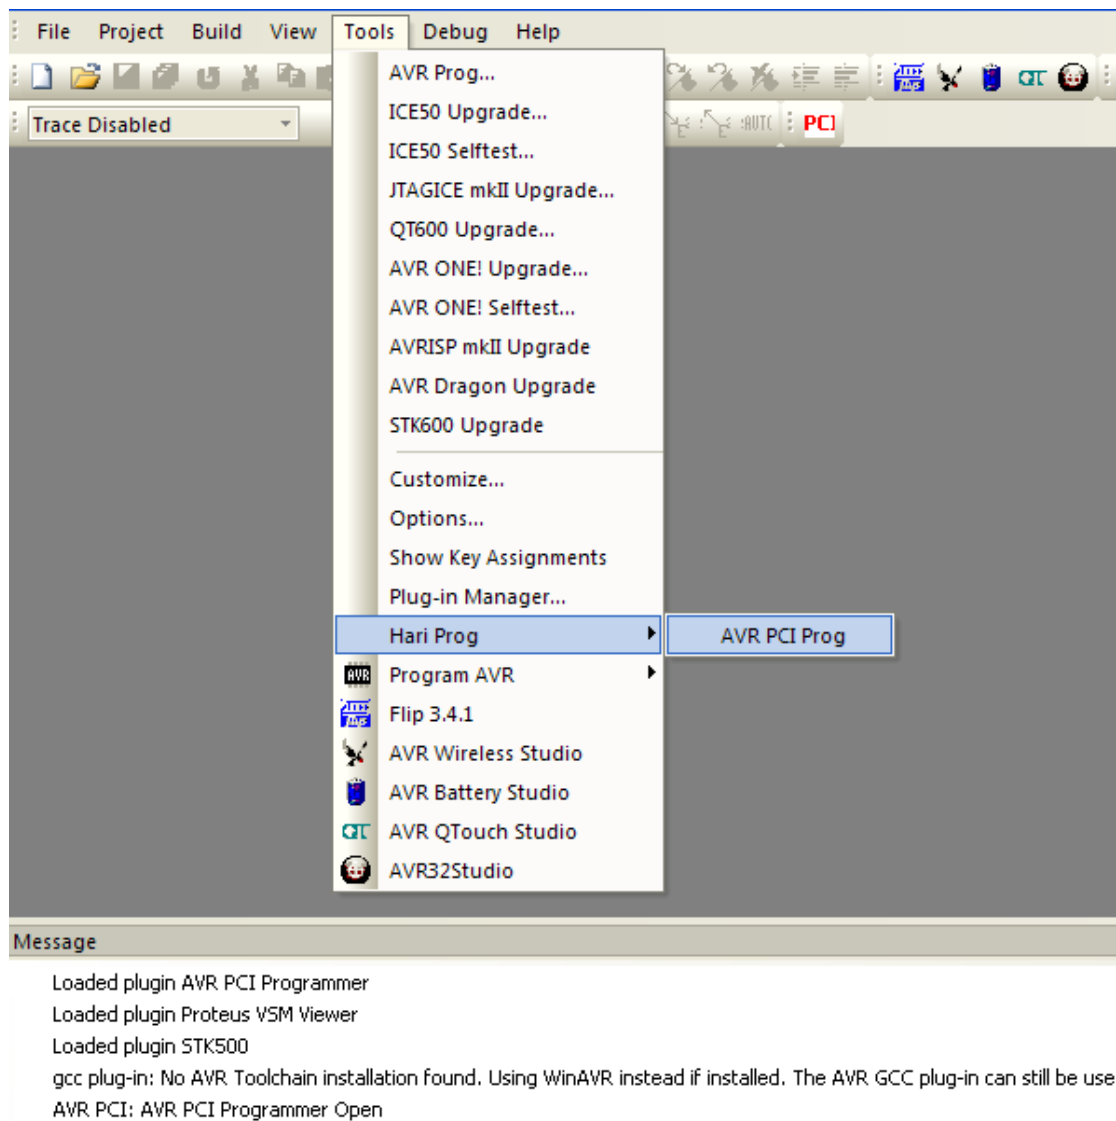 File Project Build View Tools Debug Help
Trace Disabled
:AUTO
PCI
AVR Prog...
ICE50 Upgrade...
ICE50 Selftest...
JTAGICE mkII Upgrade...
QT600 Upgrade...
AVR ONE! Upgrade...
AVR ONE! Selftest...
AVRISP mkII Upgrade
AVR Dragon Upgrade
STK600 Upgrade
Customize...
Options...
Show Key Assignments
Plug-in Manager...
Hari Prog AVR PCI Prog
AVR Program AVR
Flip 3.4.1
AVR Wireless Studio
AVR Battery Studio
AVR QTouch Studio
AVR32Studio
Message
Loaded plugin AVR PCI Programmer
Loaded plugin Proteus VSM Viewer
Loaded plugin STK500
gcc plug-in: No AVR Toolchain installation found. Using WinAVR instead if installed. The AVR GCC plug-in can still be use
AVR PCI: AVR PCI Programmer Open